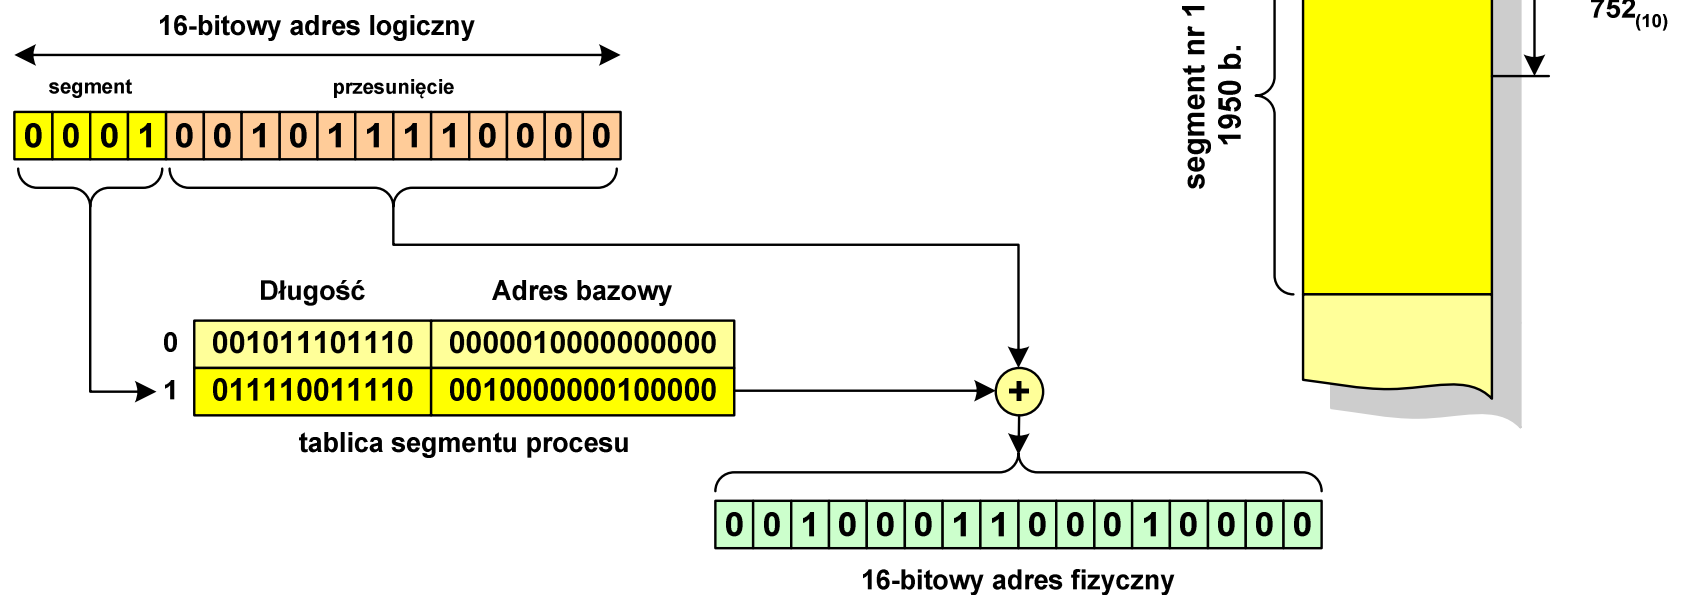 16-bitowy adres logiczny
segment przesunięcie
0 0 0 1 0 0 1 0 1 1 1 1 0 0 0 0
Długość Adres bazowy
0 001011101110 0000010000000000
1 011110011110 0010000000100000
tablica segmentu procesu
+
0 0 1 0 0 0 1 1 0 0 0 1 0 0 0 0
16-bitowy adres fizyczny
segment nr 1
1950 b.
752(10)